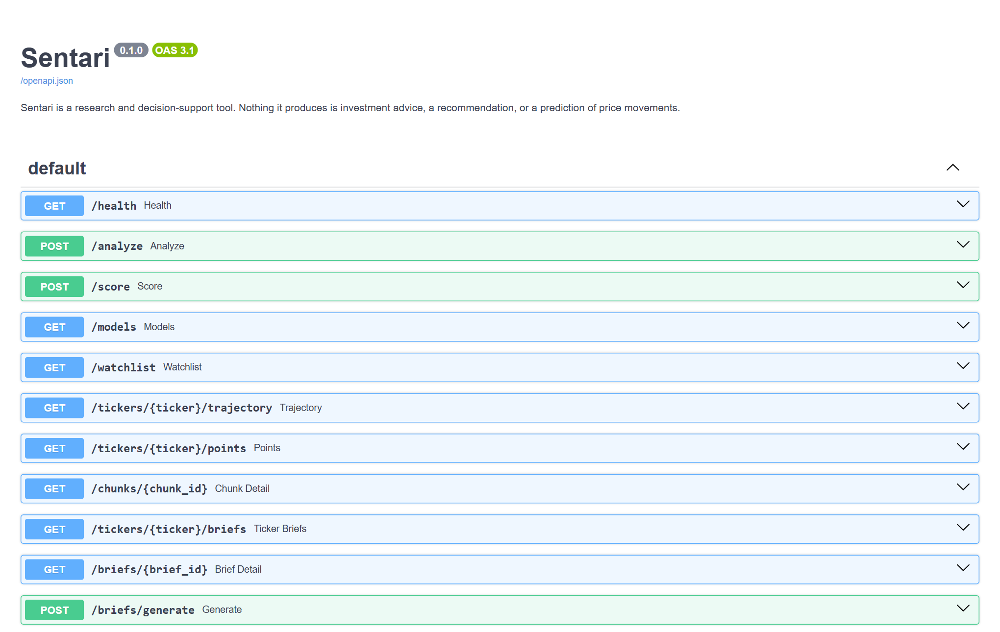 Sentari 0.1.0 OAS 3.1
/openapi.json
Sentari is a research and decision-support tool. Nothing it produces is investment advice, a recommendation, or a prediction of price movements.
default
GET /health Health
POST /analyze Analyze
POST /score Score
GET /models Models
GET /watchlist Watchlist
GET /tickers/{ticker}/trajectory Trajectory
GET /tickers/{ticker}/points Points
GET /chunks/{chunk_id} Chunk Detail
GET /tickers/{ticker}/briefs Ticker Briefs
GET /briefs/{brief_id} Brief Detail
POST /briefs/generate Generate